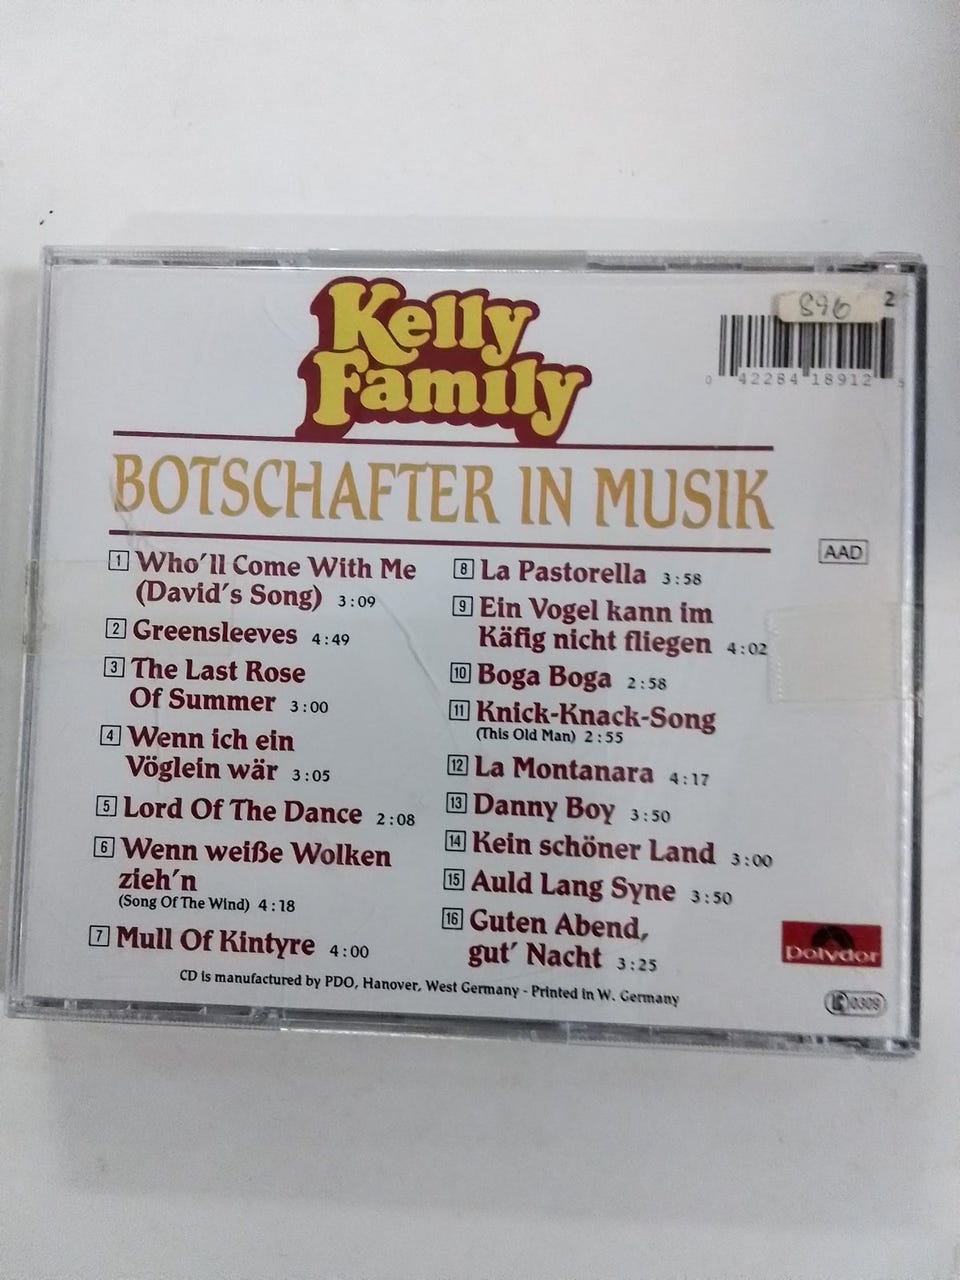 Kelly
Family
896
2
0 42284 18912 5
BOTSCHAFTER IN MUSIK
AAD
1 Who'll Come With Me
(David's Song) 3:09
2 Greensleeves 4:49
3 The Last Rose
Of Summer 3:00
4 Wenn ich ein
Vöglein wär 3:05
5 Lord Of The Dance 2:08
6 Wenn weiße Wolken
zieh'n
(Song Of The Wind) 4:18
7 Mull Of Kintyre 4:00
8 La Pastorella 3:58
9 Ein Vogel kann im
Käfig nicht fliegen 4:02
10 Boga Boga 2:58
11 Knick-Knack-Song
(This Old Man) 2:55
12 La Montanara 4:17
13 Danny Boy 3:50
14 Kein schöner Land 3:00
15 Auld Lang Syne 3:50
16 Guten Abend,
gut' Nacht 3:25
polydor
CD is manufactured by PDO, Hanover, West Germany - Printed in W. Germany
LC 0309